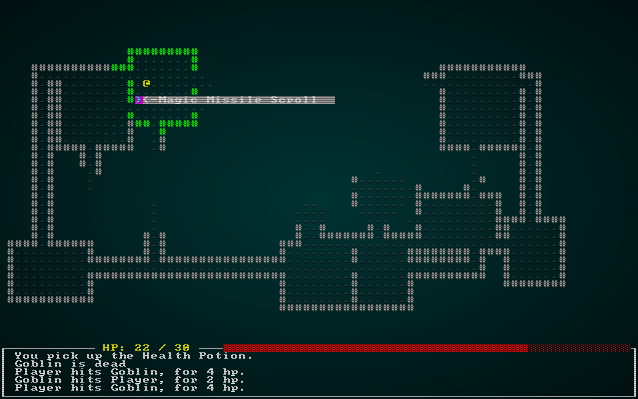 @
<- Magic Missile Scroll
HP: 22 / 30
You pick up the Health Potion.
Goblin is dead
Player hits Goblin, for 4 hp.
Goblin hits Player, for 2 hp.
Player hits Goblin, for 4 hp.